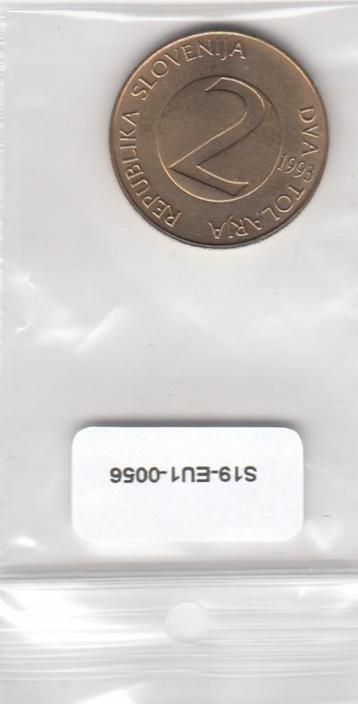 REPUBLIKA SLOVENIJA
DVA TOLARJA
1993
2
S19-EU1-0056